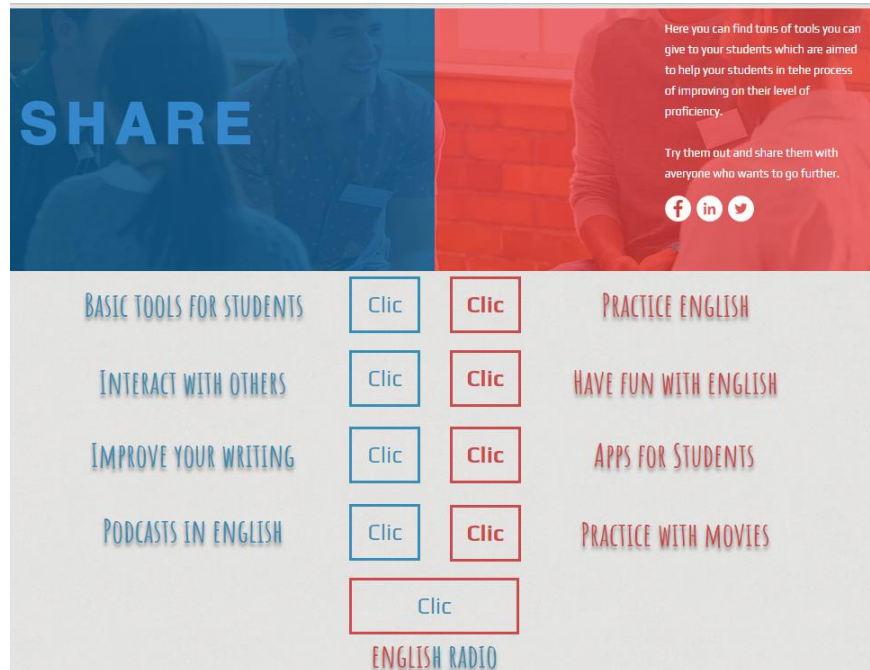 SHARE
Here you can find tons of tools you can
give to your students which are aimed
to help your students in tehe process
of improving on their level of
proficiency.
Try them out and share them with
averyone who wants to go further.
BASIC TOOLS FOR STUDENTS Clic Clic PRACTICE ENGLISH
INTERACT WITH OTHERS Clic Clic HAVE FUN WITH ENGLISH
IMPROVE YOUR WRITING Clic Clic APPS FOR STUDENTS
PODCASTS IN ENGLISH Clic Clic PRACTICE WITH MOVIES
Clic
ENGLISH RADIO